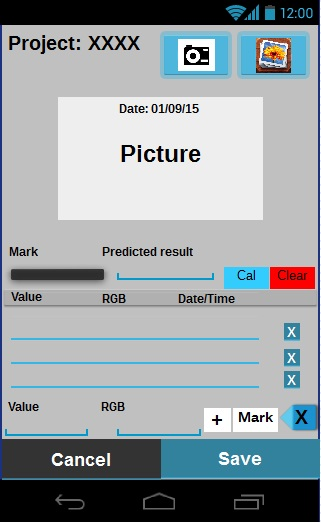 12:00
Project: XXXX
Date: 01/09/15
Picture
Mark Predicted result
Cal Clear
Value RGB Date/Time
X
X
X
Value RGB
+ Mark X
Cancel Save